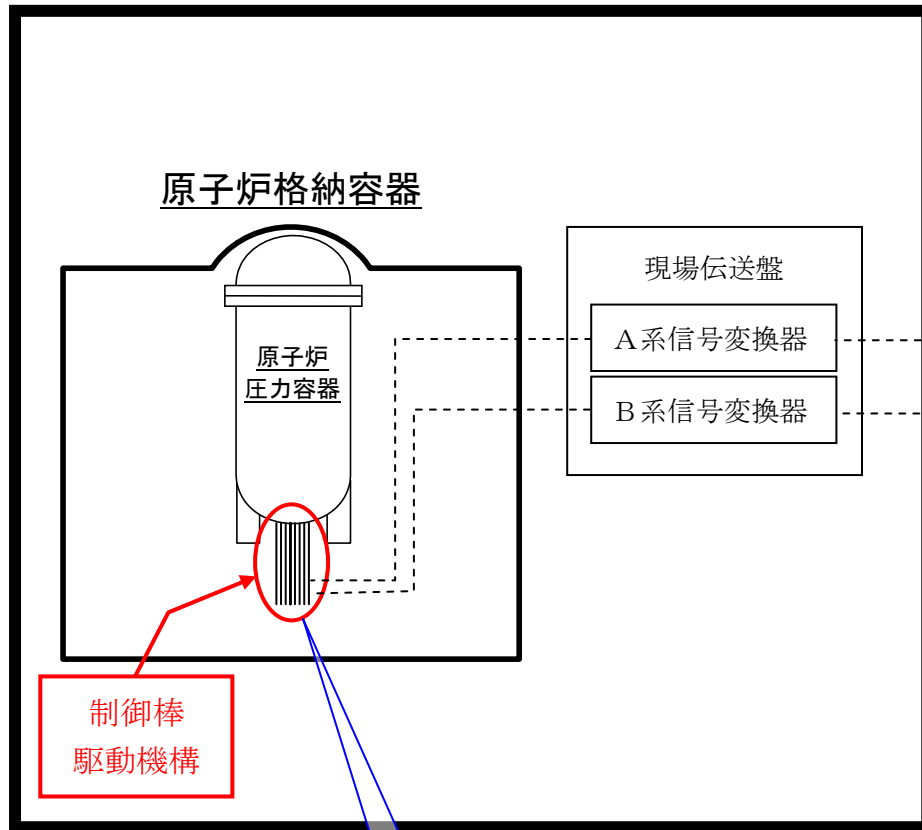 原子炉格納容器
現場伝送盤
A系信号変換器
B系信号変換器
原子炉
圧力容器
制御棒
駆動機構